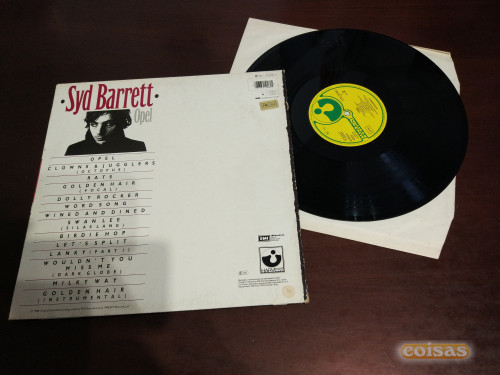 Syd Barrett
Opel
OPEL
CLOWNS & JUGGLERS
(OCTOPUS)
RATS
GOLDEN HAIR
(VOCAL)
DOLLY ROCKER
WORD SONG
WINED AND DINED
SWAN LEE
(SILAS LANG)
BIRDIE HOP
LET'S SPLIT
LANKY (PART 1)
WOULDN'T YOU
MISS ME
(DARK GLOBE)
MILKY WAY
GOLDEN HAIR
(INSTRUMENTAL)
EMI
HARVEST
coisas